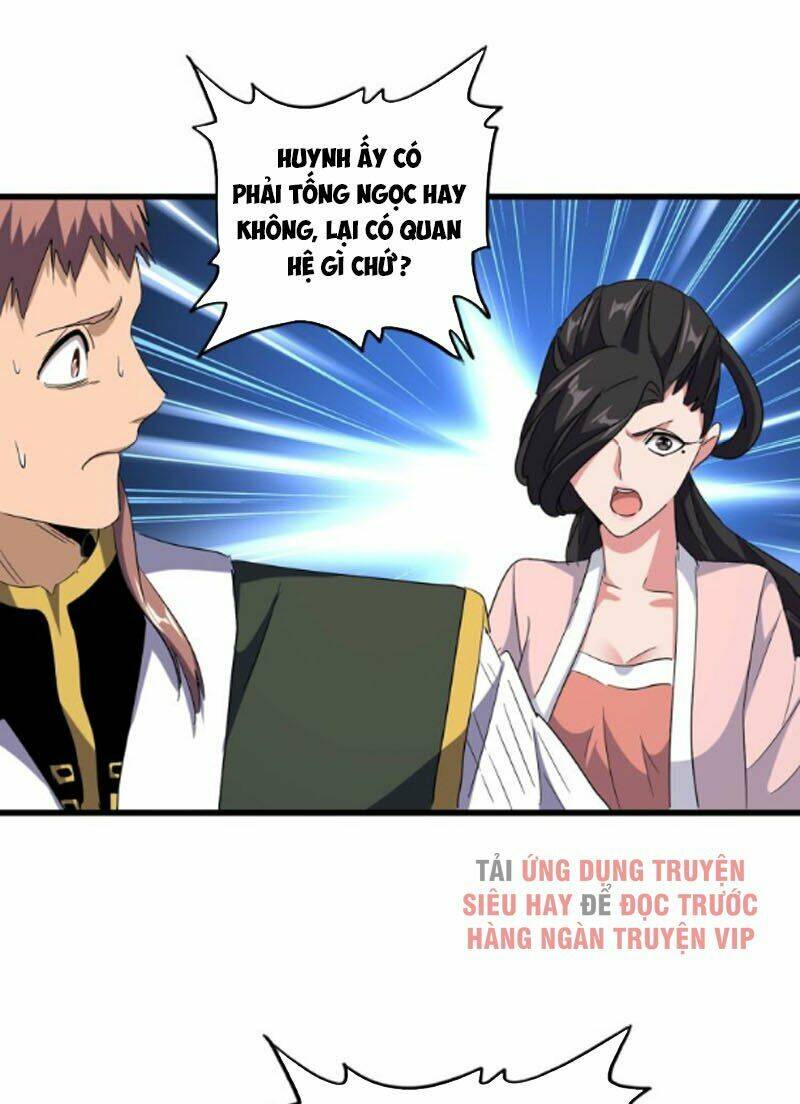 HUYNH ẤY CÓ
PHẢI TỐNG NGỌC HAY
KHÔNG, LẠI CÓ QUAN
HỆ GÌ CHỨ?
TẢI ỨNG DỤNG TRUYỆN
SIÊU HAY ĐỂ ĐỌC TRƯỚC
HÀNG NGÀN TRUYỆN VIP